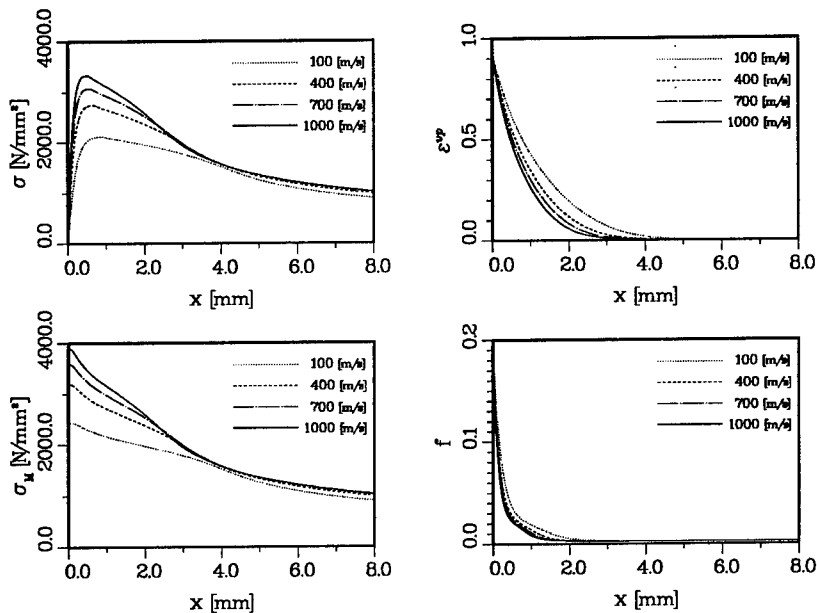 4000.0
2000.0
0.0
σ [N/mm²]
100 [m/s]
400 [m/s]
700 [m/s]
1000 [m/s]
0.0 2.0 4.0 6.0 8.0
x [mm]
1.0
0.5
0.0
ε^vp
100 [m/s]
400 [m/s]
700 [m/s]
1000 [m/s]
0.0 2.0 4.0 6.0 8.0
x [mm]
4000.0
2000.0
0.0
σ_M [N/mm²]
100 [m/s]
400 [m/s]
700 [m/s]
1000 [m/s]
0.0 2.0 4.0 6.0 8.0
x [mm]
0.2
0.1
0.0
f
100 [m/s]
400 [m/s]
700 [m/s]
1000 [m/s]
0.0 2.0 4.0 6.0 8.0
x [mm]